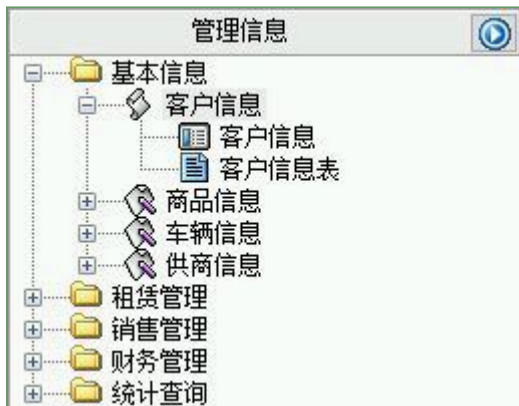 管理信息
基本信息
客户信息
客户信息
客户信息表
商品信息
车辆信息
供商信息
租赁管理
销售管理
财务管理
统计查询